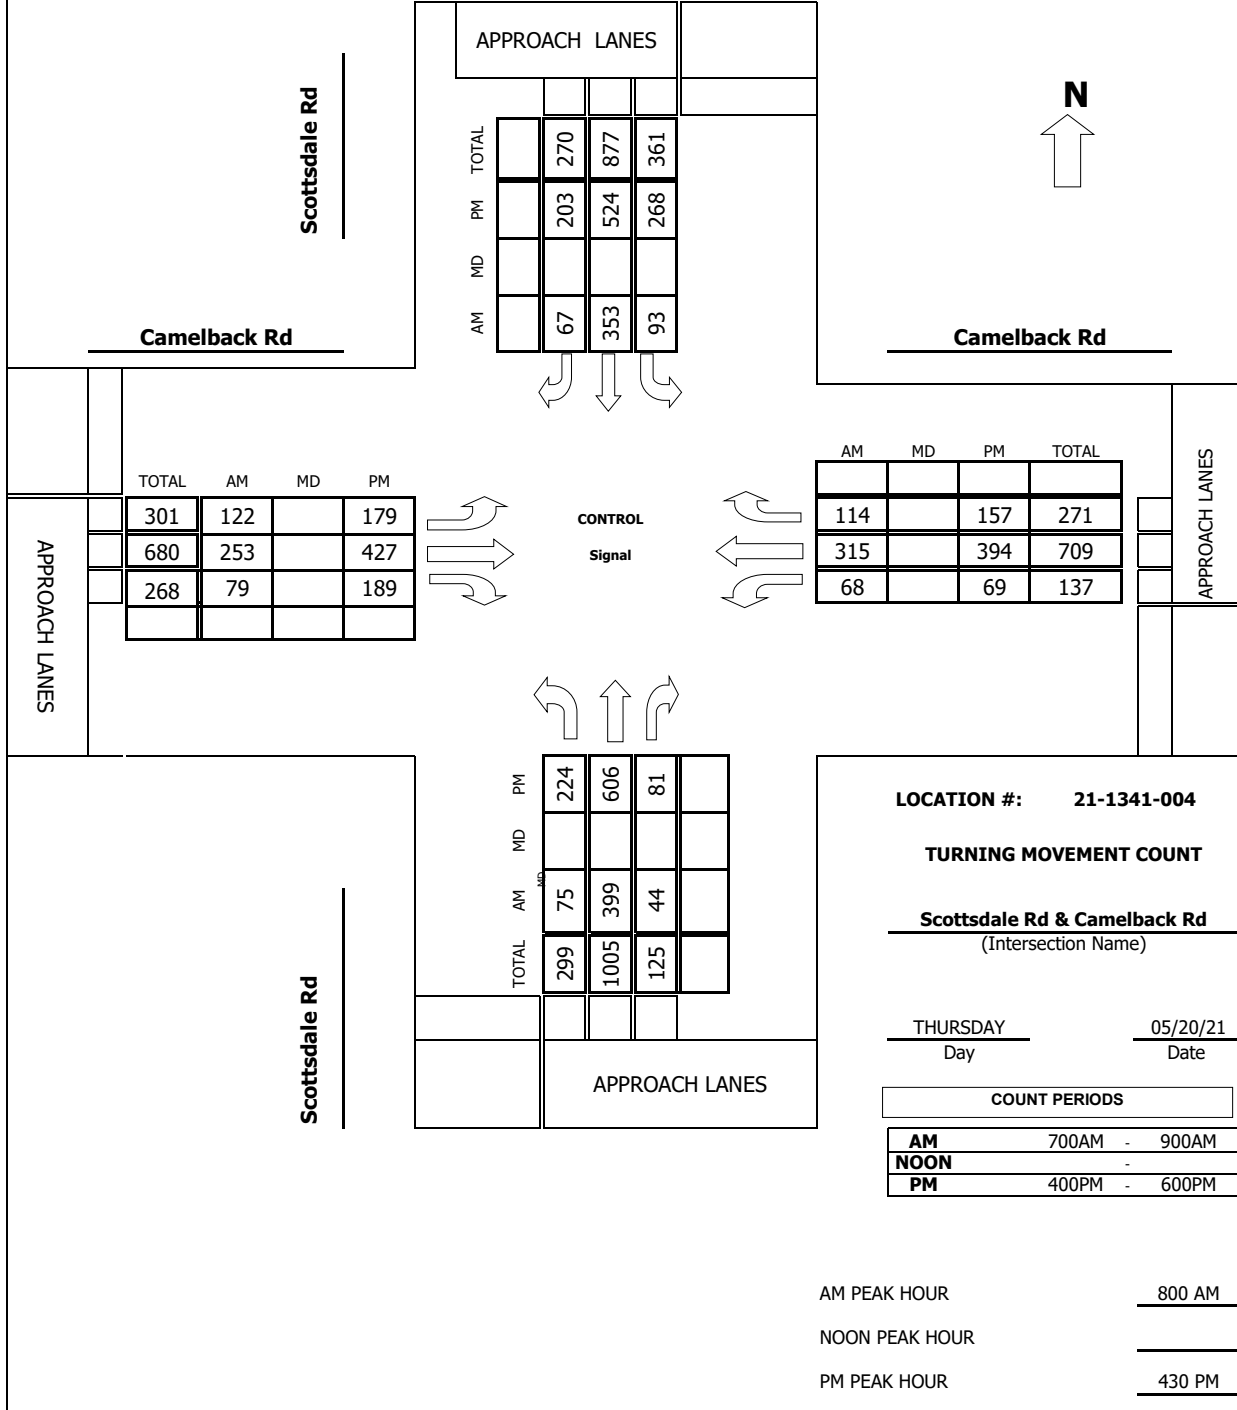 APPROACH LANES
Scottsdale Rd
N
TOTAL 270 877 361
PM 203 524 268
MD
AM 67 353 93
Camelback Rd
Camelback Rd
TOTAL AM MD PM
301 122 179
680 253 427
268 79 189
APPROACH LANES
CONTROL
Signal
AM MD PM TOTAL
114 157 271
315 394 709
68 69 137
APPROACH LANES
PM 224 606 81
MD
MD
AM 75 399 44
TOTAL 299 1005 125
Scottsdale Rd
APPROACH LANES
LOCATION #: 21-1341-004
TURNING MOVEMENT COUNT
Scottsdale Rd & Camelback Rd
(Intersection Name)
THURSDAY 05/20/21
Day Date
COUNT PERIODS
AM 700AM - 900AM
NOON -
PM 400PM - 600PM
AM PEAK HOUR 800 AM
NOON PEAK HOUR
PM PEAK HOUR 430 PM